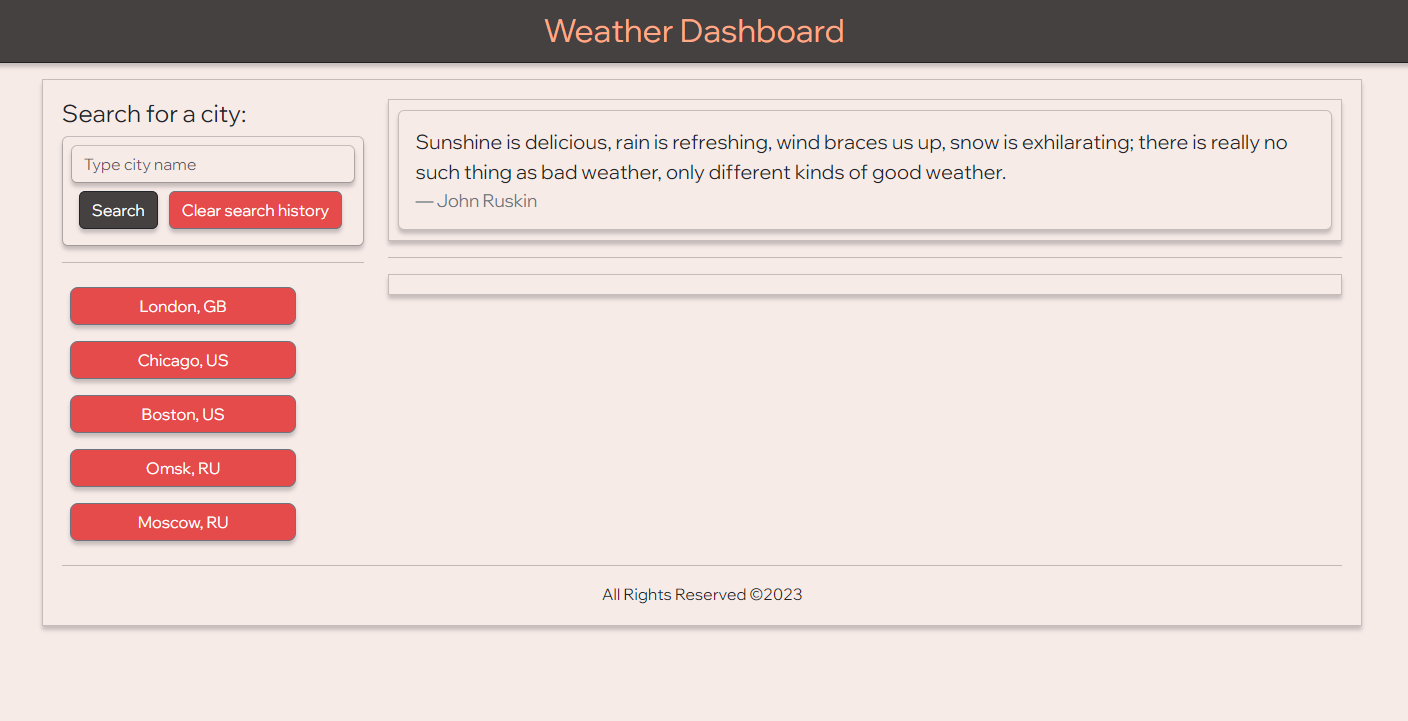 Weather Dashboard
Search for a city:
Type city name
Search
Clear search history
London, GB
Chicago, US
Boston, US
Omsk, RU
Moscow, RU
Sunshine is delicious, rain is refreshing, wind braces us up, snow is exhilarating; there is really no
such thing as bad weather, only different kinds of good weather.
— John Ruskin
All Rights Reserved ©2023